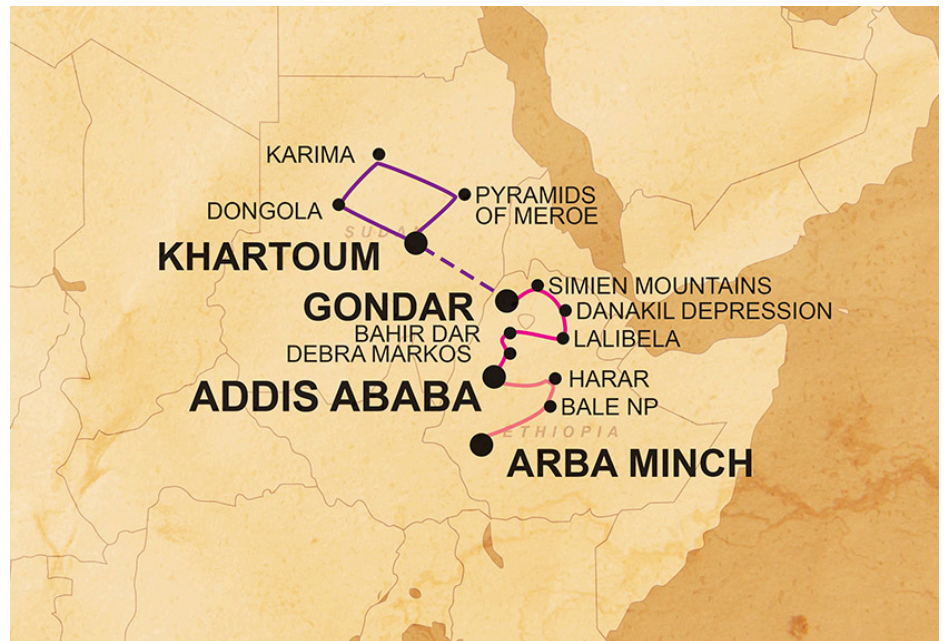 KARIMA
PYRAMIDS
OF MEROE
DONGOLA
SUDAN
KHARTOUM
SIMIEN MOUNTAINS
GONDAR
DANAKIL DEPRESSION
BAHIR DAR
LALIBELA
DEBRA MARKOS
HARAR
ADDIS ABABA
BALE NP
ETHIOPIA
ARBA MINCH